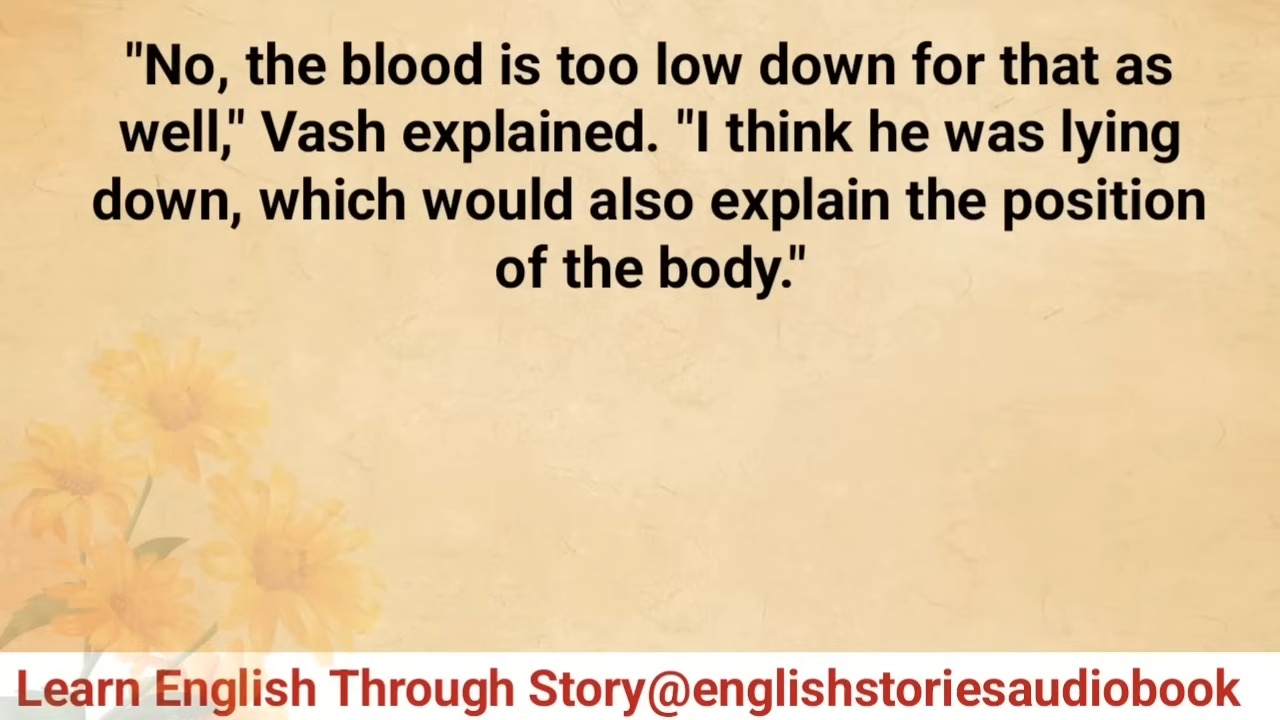 "No, the blood is too low down for that as
well," Vash explained. "I think he was lying
down, which would also explain the position
of the body."
Learn English Through Story@englishstoriesaudiobook